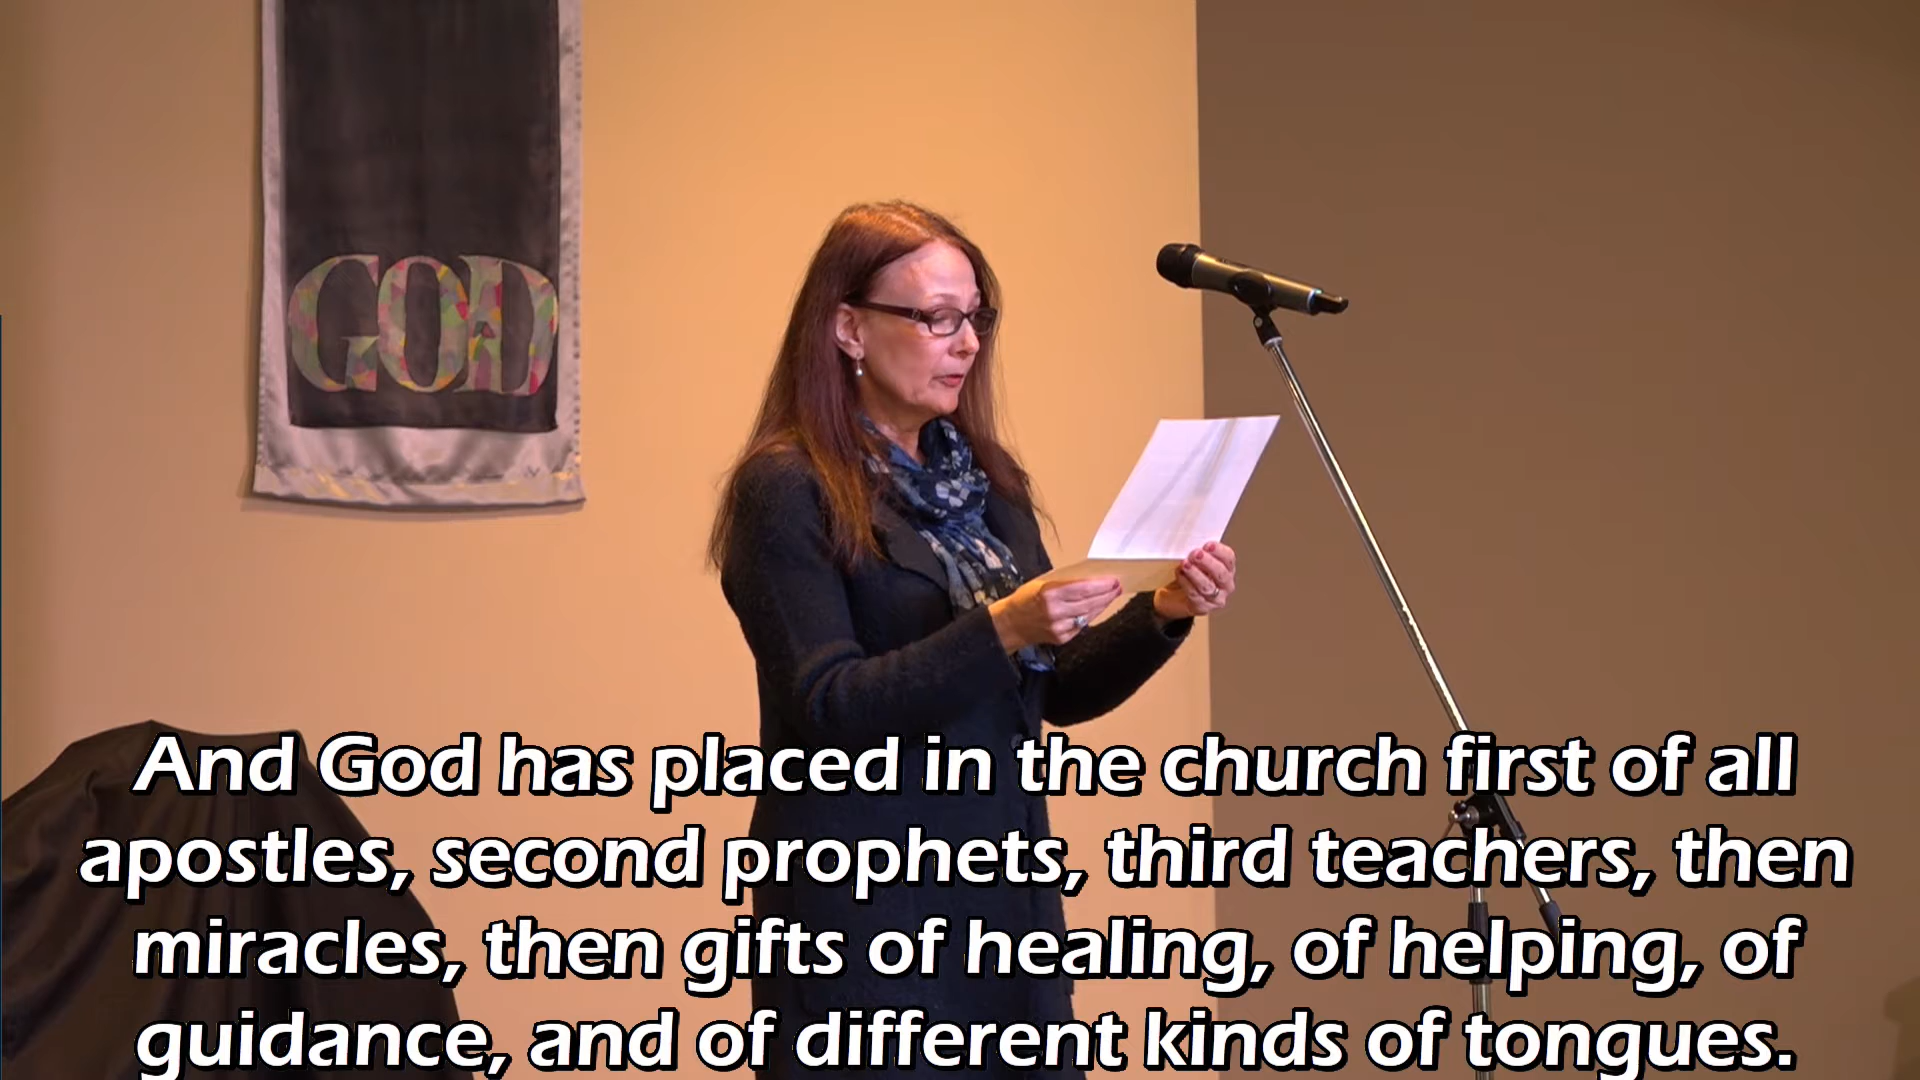 GOD
And God has placed in the church first of all
apostles, second prophets, third teachers, then
miracles, then gifts of healing, of helping, of
guidance, and of different kinds of tongues.